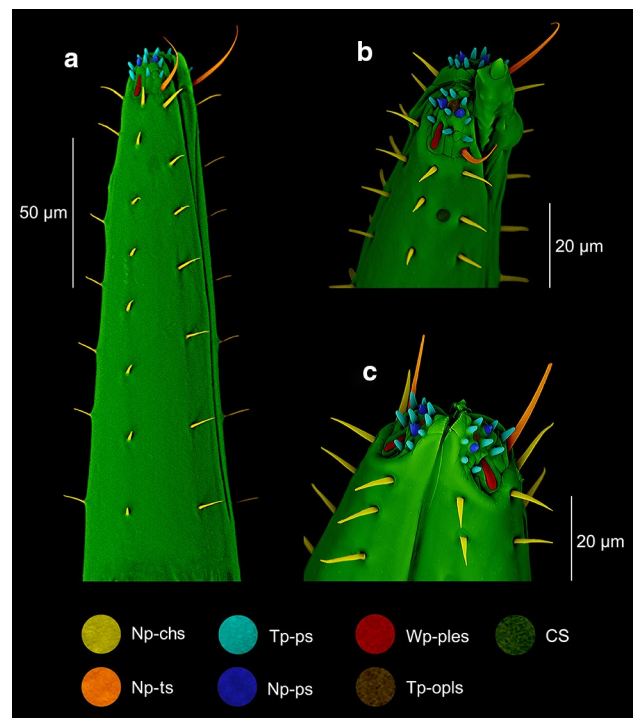 a
b
50 µm
20 µm
c
20 µm
Np-chs Tp-ps Wp-ples CS
Np-ts Np-ps Tp-opls